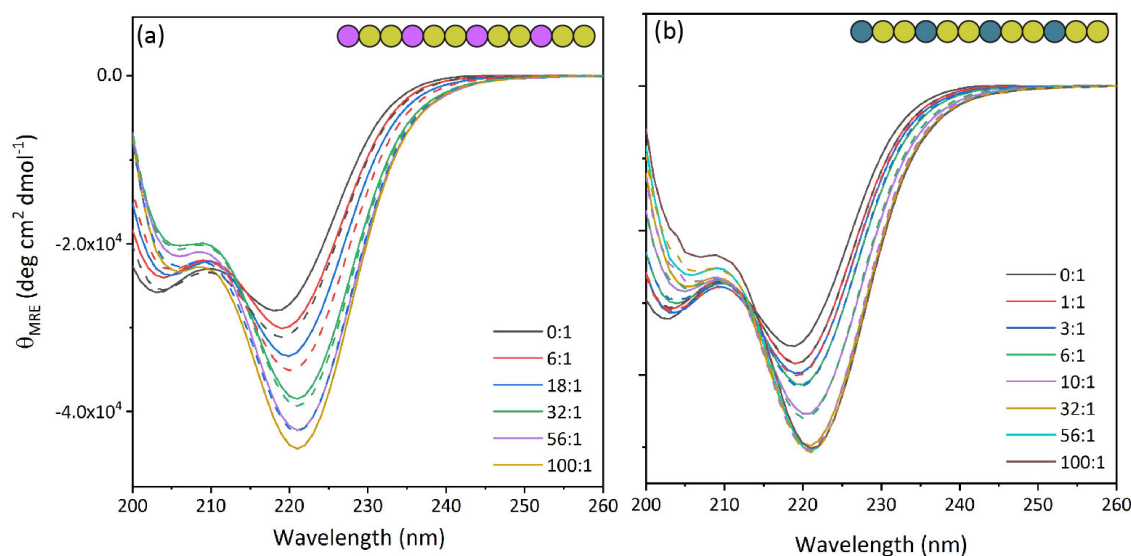 (a)
(b)
0.0
-2.0x10⁴
-4.0x10⁴
θMRE (deg cm² dmol⁻¹)
0:1
6:1
18:1
32:1
56:1
100:1
0:1
1:1
3:1
6:1
10:1
32:1
56:1
100:1
200 210 220 230 240 250 260
200 210 220 230 240 250 260
Wavelength (nm)
Wavelength (nm)